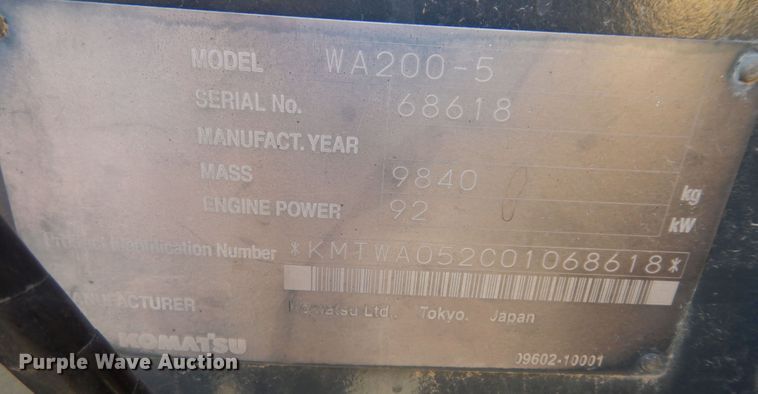 MODEL WA200-5
SERIAL No. 68618
MANUFACT. YEAR
MASS 9840 kg
ENGINE POWER 92 kW
Product Identification Number *KMTWA052C01068618*
MANUFACTURER Komatsu Ltd., Tokyo, Japan
KOMATSU
09602-10001
Purple Wave Auction